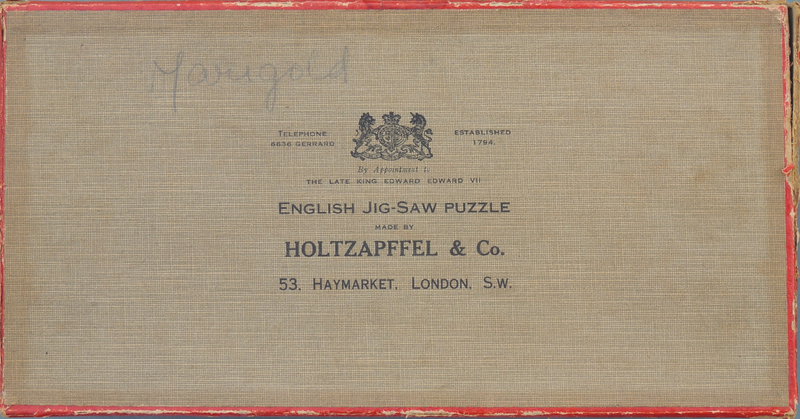 Marigold
TELEPHONE
6636 GERRARD
ESTABLISHED
1794.
By Appointment to
THE LATE KING EDWARD EDWARD VII
ENGLISH JIG-SAW PUZZLE
MADE BY
HOLTZAPFFEL & Co.
53, HAYMARKET, LONDON, S.W.